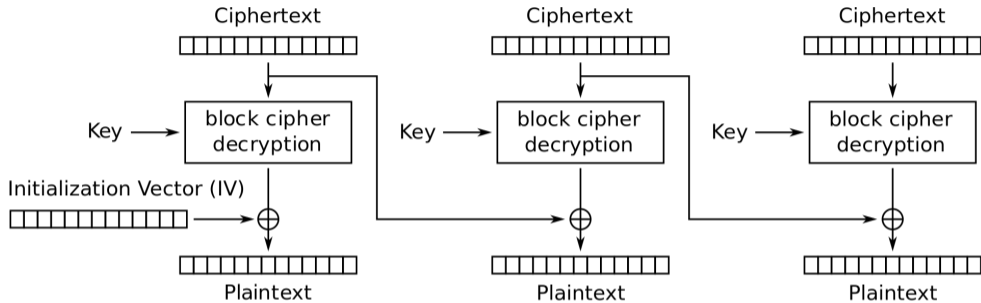 Ciphertext Ciphertext Ciphertext
Key block cipher decryption Key block cipher decryption Key block cipher decryption
Initialization Vector (IV)
Plaintext Plaintext Plaintext